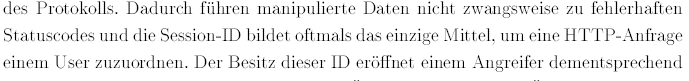 des Protokolls. Dadurch führen manipulierte Daten nicht zwangsweise zu fehlerhaften
Statuscodes und die Session-ID bildet oftmals das einzige Mittel, um eine HTTP-Anfrage
einem User zuzuordnen. Der Besitz dieser ID eröffnet einem Angreifer dementsprechend